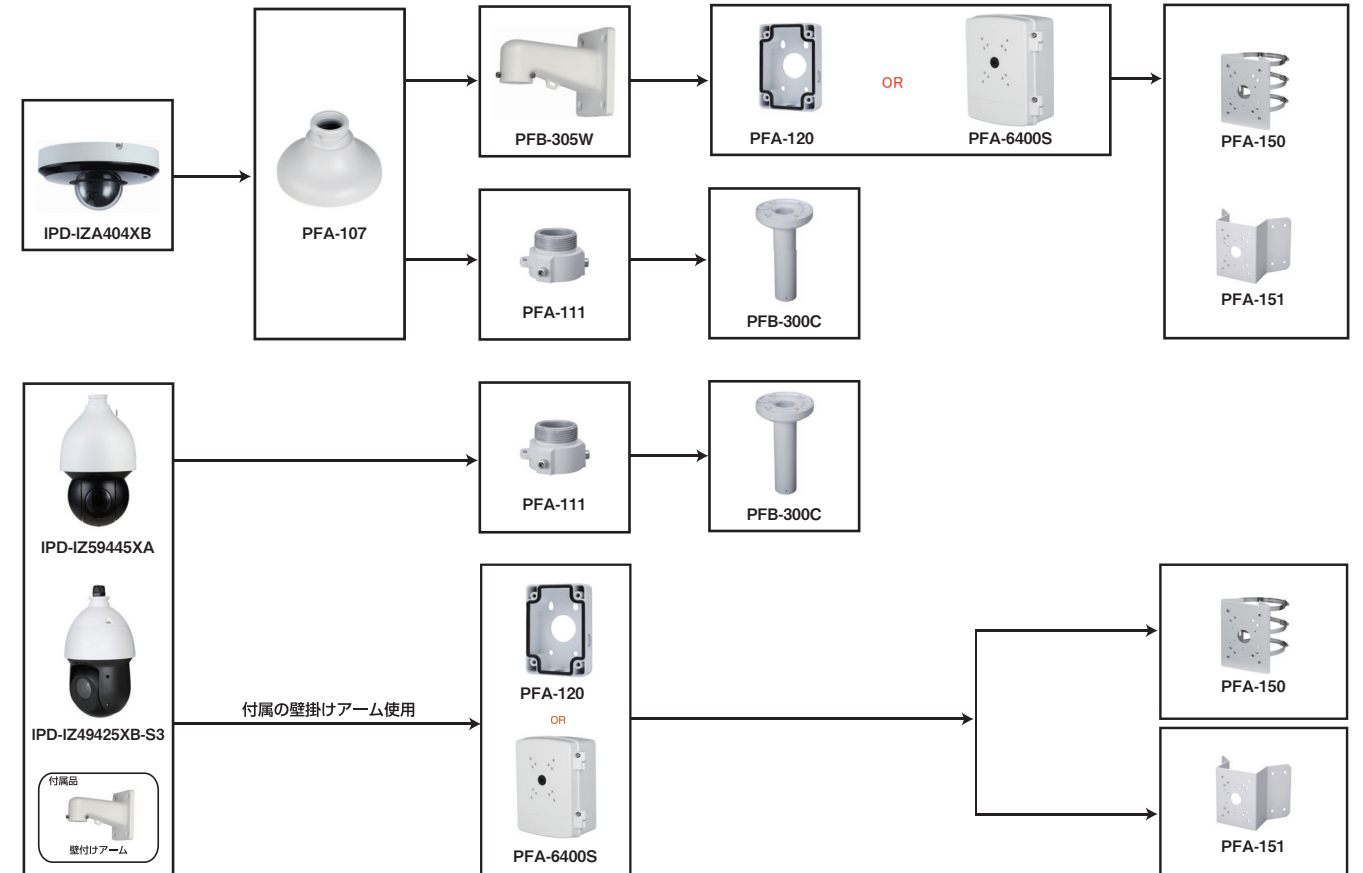 IPD-IZA404XB
PFA-107
PFB-305W
PFA-120
OR
PFA-6400S
PFA-150
PFA-151
PFA-111
PFB-300C
IPD-IZ59445XA
PFA-111
PFB-300C
IPD-IZ49425XB-S3
付属品
壁付けアーム
付属の壁掛けアーム使用
PFA-120
OR
PFA-6400S
PFA-150
PFA-151